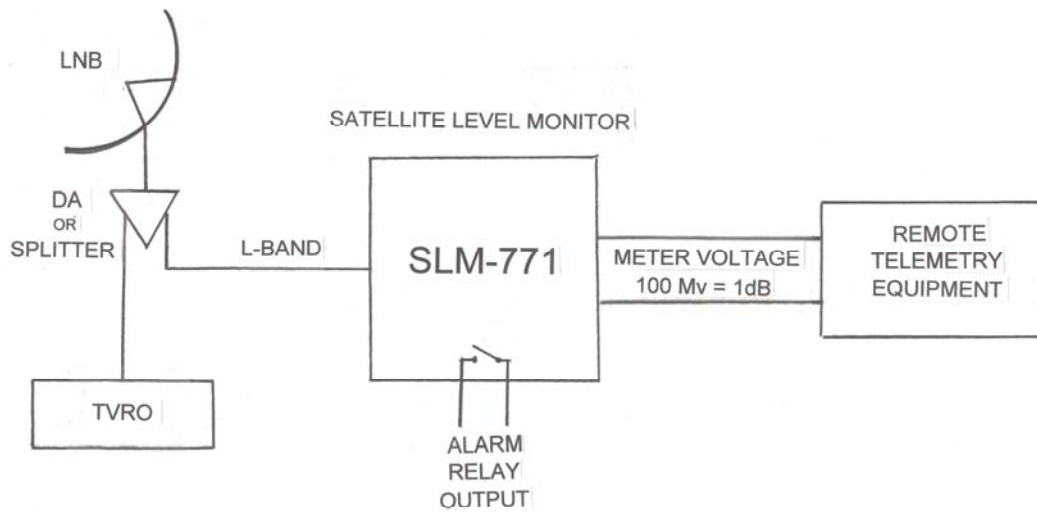 LNB
SATELLITE LEVEL MONITOR
DA
OR
SPLITTER
L-BAND
SLM-771
METER VOLTAGE
100 Mv = 1dB
REMOTE
TELEMETRY
EQUIPMENT
TVRO
ALARM
RELAY
OUTPUT